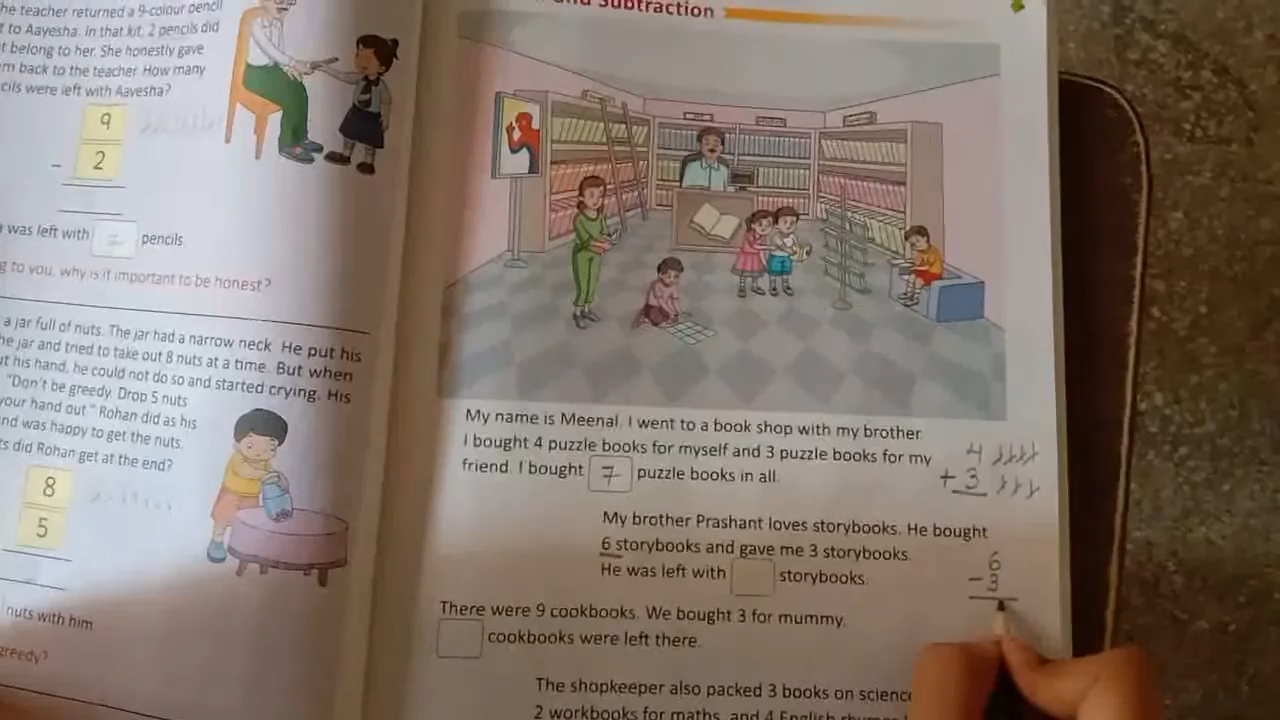 he teacher returned a 9-colour pencil
t to Aayesha. In that kit, 2 pencils did
t belong to her. She honestly gave
m back to the teacher. How many
cils were left with Aayesha?
9
- 2
was left with 7 pencils
g to you, why is it important to be honest?
a jar full of nuts. The jar had a narrow neck. He put his
he jar and tried to take out 8 nuts at a time. But when
ut his hand, he could not do so and started crying. His
"Don't be greedy. Drop 5 nuts
your hand out." Rohan did as his
nd was happy to get the nuts.
ts did Rohan get at the end?
8
5
nuts with him
greedy?
and Subtraction
My name is Meenal. I went to a book shop with my brother.
I bought 4 puzzle books for myself and 3 puzzle books for my
friend. I bought 7 puzzle books in all.
4
+ 3
My brother Prashant loves storybooks. He bought
6 storybooks and gave me 3 storybooks.
He was left with storybooks.
6
- 3
There were 9 cookbooks. We bought 3 for mummy.
cookbooks were left there.
The shopkeeper also packed 3 books on science
2 workbooks for maths, and 4 English rhyme